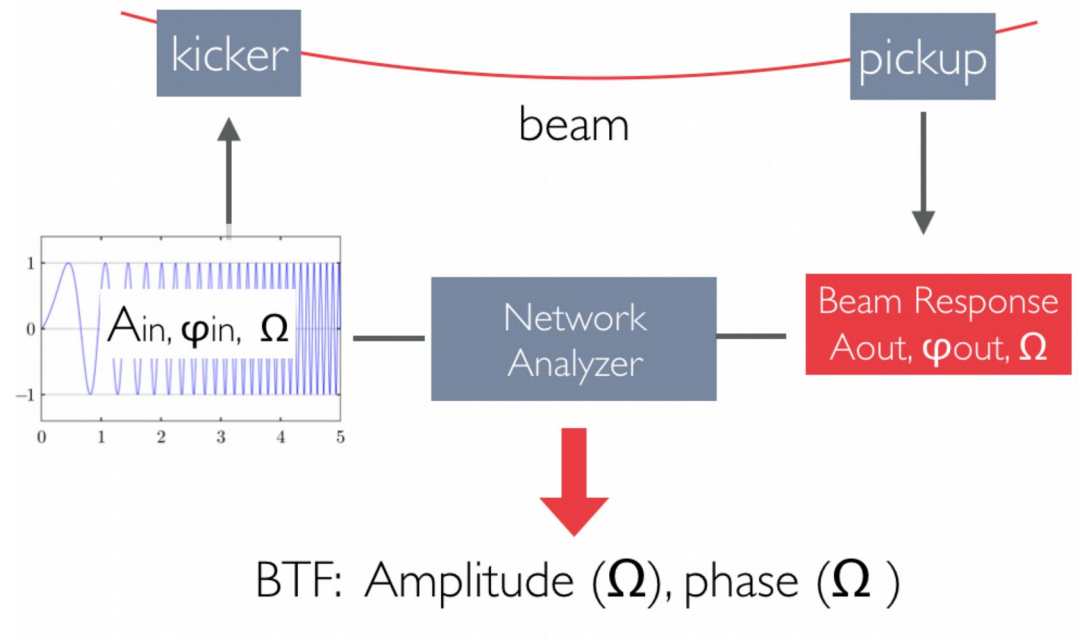 kicker
pickup
beam
1
0
−1
Ain, φin, Ω
0 1 2 3 4 5
Network
Analyzer
Beam Response
Aout, φout, Ω
BTF: Amplitude (Ω), phase (Ω )